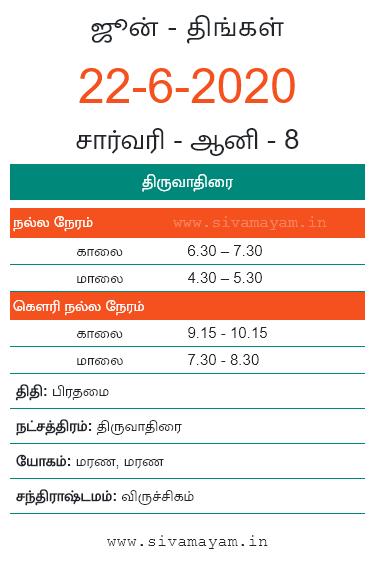 ஜூன் - திங்கள்
22-6-2020
சார்வரி - ஆனி - 8
திருவாதிரை
நல்ல நேரம் www.sivamayam.in
காலை 6.30 – 7.30
மாலை 4.30 – 5.30
கௌரி நல்ல நேரம்
காலை 9.15 - 10.15
மாலை 7.30 - 8.30
திதி: பிரதமை
நட்சத்திரம்: திருவாதிரை
யோகம்: மரண, மரண
சந்திராஷ்டமம்: விருச்சிகம்
www.sivamayam.in